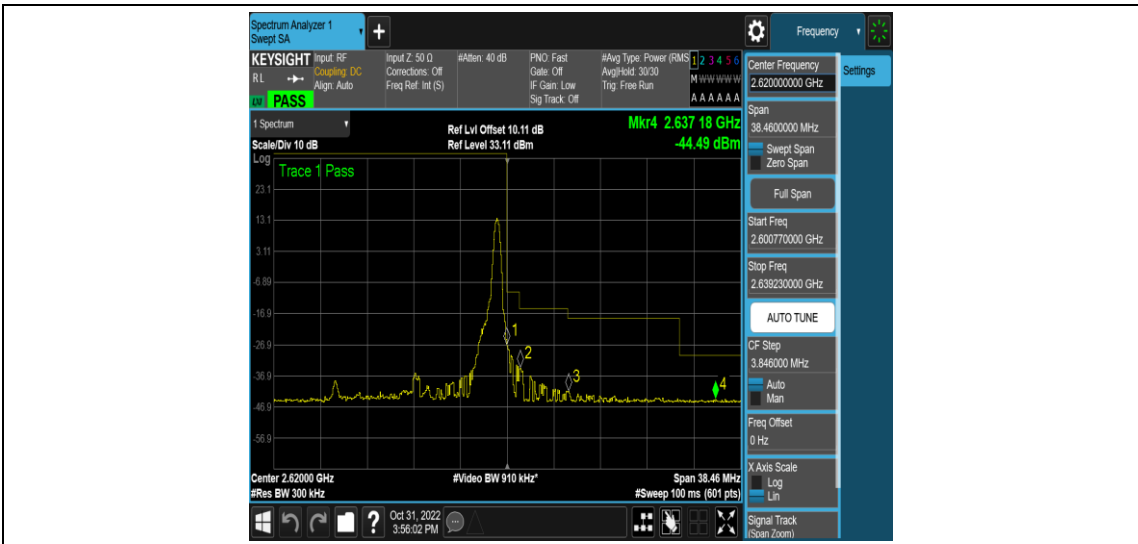 Spectrum Analyzer 1
Swept SA
+
Frequency
KEYSIGHT
RL
LXI
PASS
Input: RF
Coupling: DC
Align: Auto
Input Z: 50 Ω
Corrections: Off
Freq Ref: Int (S)
#Atten: 40 dB
PNO: Fast
Gate: Off
IF Gain: Low
Sig Track: Off
#Avg Type: Power (RMS
Avg|Hold: 30/30
Trig: Free Run
1 2 3 4 5 6
M W W W W W
A A A A A A
1 Spectrum
Scale/Div 10 dB
Ref Lvl Offset 10.11 dB
Ref Level 33.11 dBm
Mkr4 2.637 18 GHz
-44.49 dBm
Log
Trace 1 Pass
23.1
13.1
3.11
-6.89
-16.9
-26.9
-36.9
-46.9
-56.9
1
2
3
4
Center 2.62000 GHz
#Res BW 300 kHz
#Video BW 910 kHz*
Span 38.46 MHz
#Sweep 100 ms (601 pts)
?
Oct 31, 2022
3:56:02 PM
Center Frequency
2.620000000 GHz
Settings
Span
38.4600000 MHz
Swept Span
Zero Span
Full Span
Start Freq
2.600770000 GHz
Stop Freq
2.639230000 GHz
AUTO TUNE
CF Step
3.846000 MHz
Auto
Man
Freq Offset
0 Hz
X Axis Scale
Log
Lin
Signal Track
(Span Zoom)